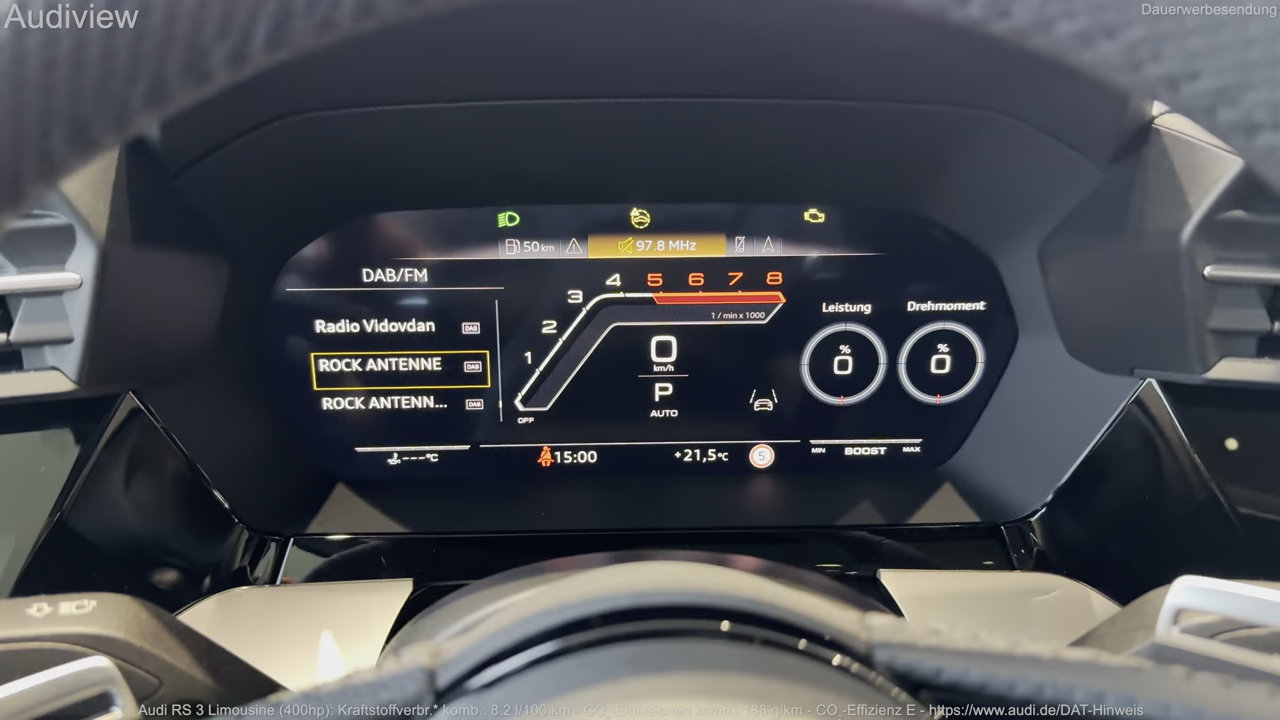 Audiview
Dauerwerbesendung
50 km
97.8 MHz
DAB/FM
Radio Vidovdan DAB
ROCK ANTENNE DAB
ROCK ANTENN... DAB
1 2 3 4 5 6 7 8
1 / min x 1000
OFF
0
km/h
P
AUTO
Leistung
%
0
Drehmoment
%
0
---°C
15:00
+21,5°C
5
MIN BOOST MAX
Audi RS 3 Limousine (400hp): Kraftstoffverbr.* komb.: 8,2 l/100 km - CO₂-Emissionen komb.: 188 g/km - CO₂-Effizienz E - https://www.audi.de/DAT-Hinweis